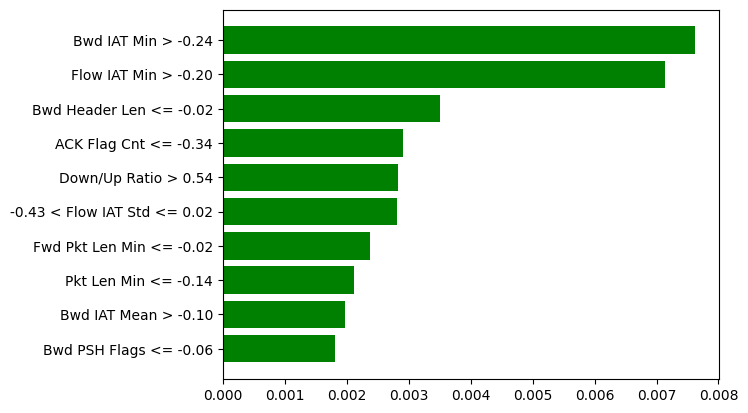 Bwd IAT Min > -0.24
Flow IAT Min > -0.20
Bwd Header Len <= -0.02
ACK Flag Cnt <= -0.34
Down/Up Ratio > 0.54
-0.43 < Flow IAT Std <= 0.02
Fwd Pkt Len Min <= -0.02
Pkt Len Min <= -0.14
Bwd IAT Mean > -0.10
Bwd PSH Flags <= -0.06
0.000 0.001 0.002 0.003 0.004 0.005 0.006 0.007 0.008